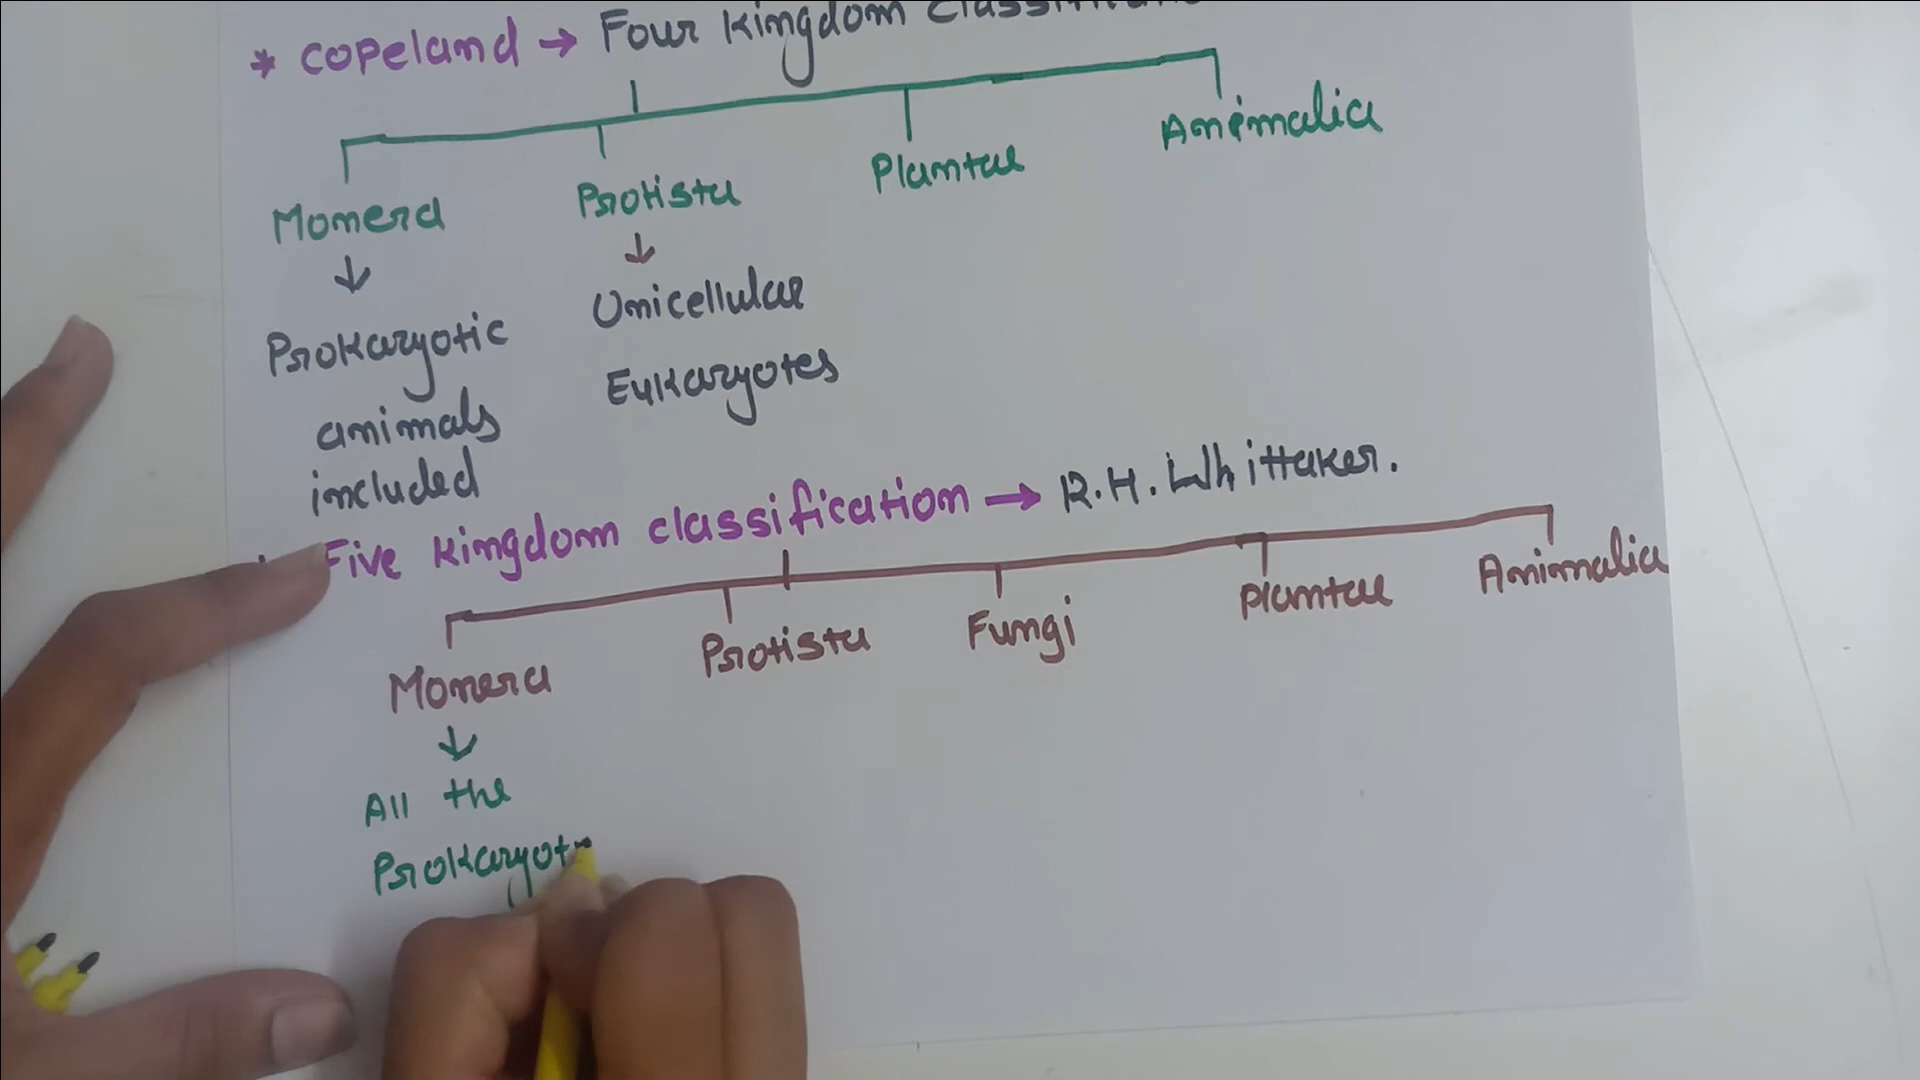 * Copeland → Four Kingdom
Monera Protista Plantae Animalia
↓ ↓
Prokaryotic Unicellular
animals Eukaryotes
included
Five Kingdom classification → R.H. Whittaker.
Monera Protista Fungi Plantae Animalia
↓
All the
Prokaryot